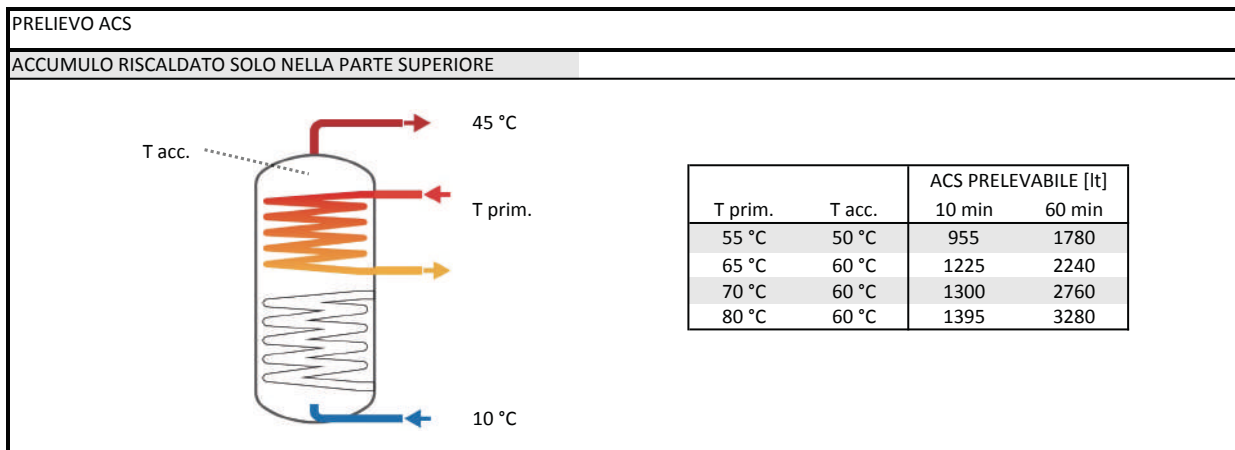 PRELIEVO ACS
ACCUMULO RISCALDATO SOLO NELLA PARTE SUPERIORE
45 °C
T acc.
T prim.
10 °C
ACS PRELEVABILE [lt]
T prim. T acc. 10 min 60 min
55 °C 50 °C 955 1780
65 °C 60 °C 1225 2240
70 °C 60 °C 1300 2760
80 °C 60 °C 1395 3280